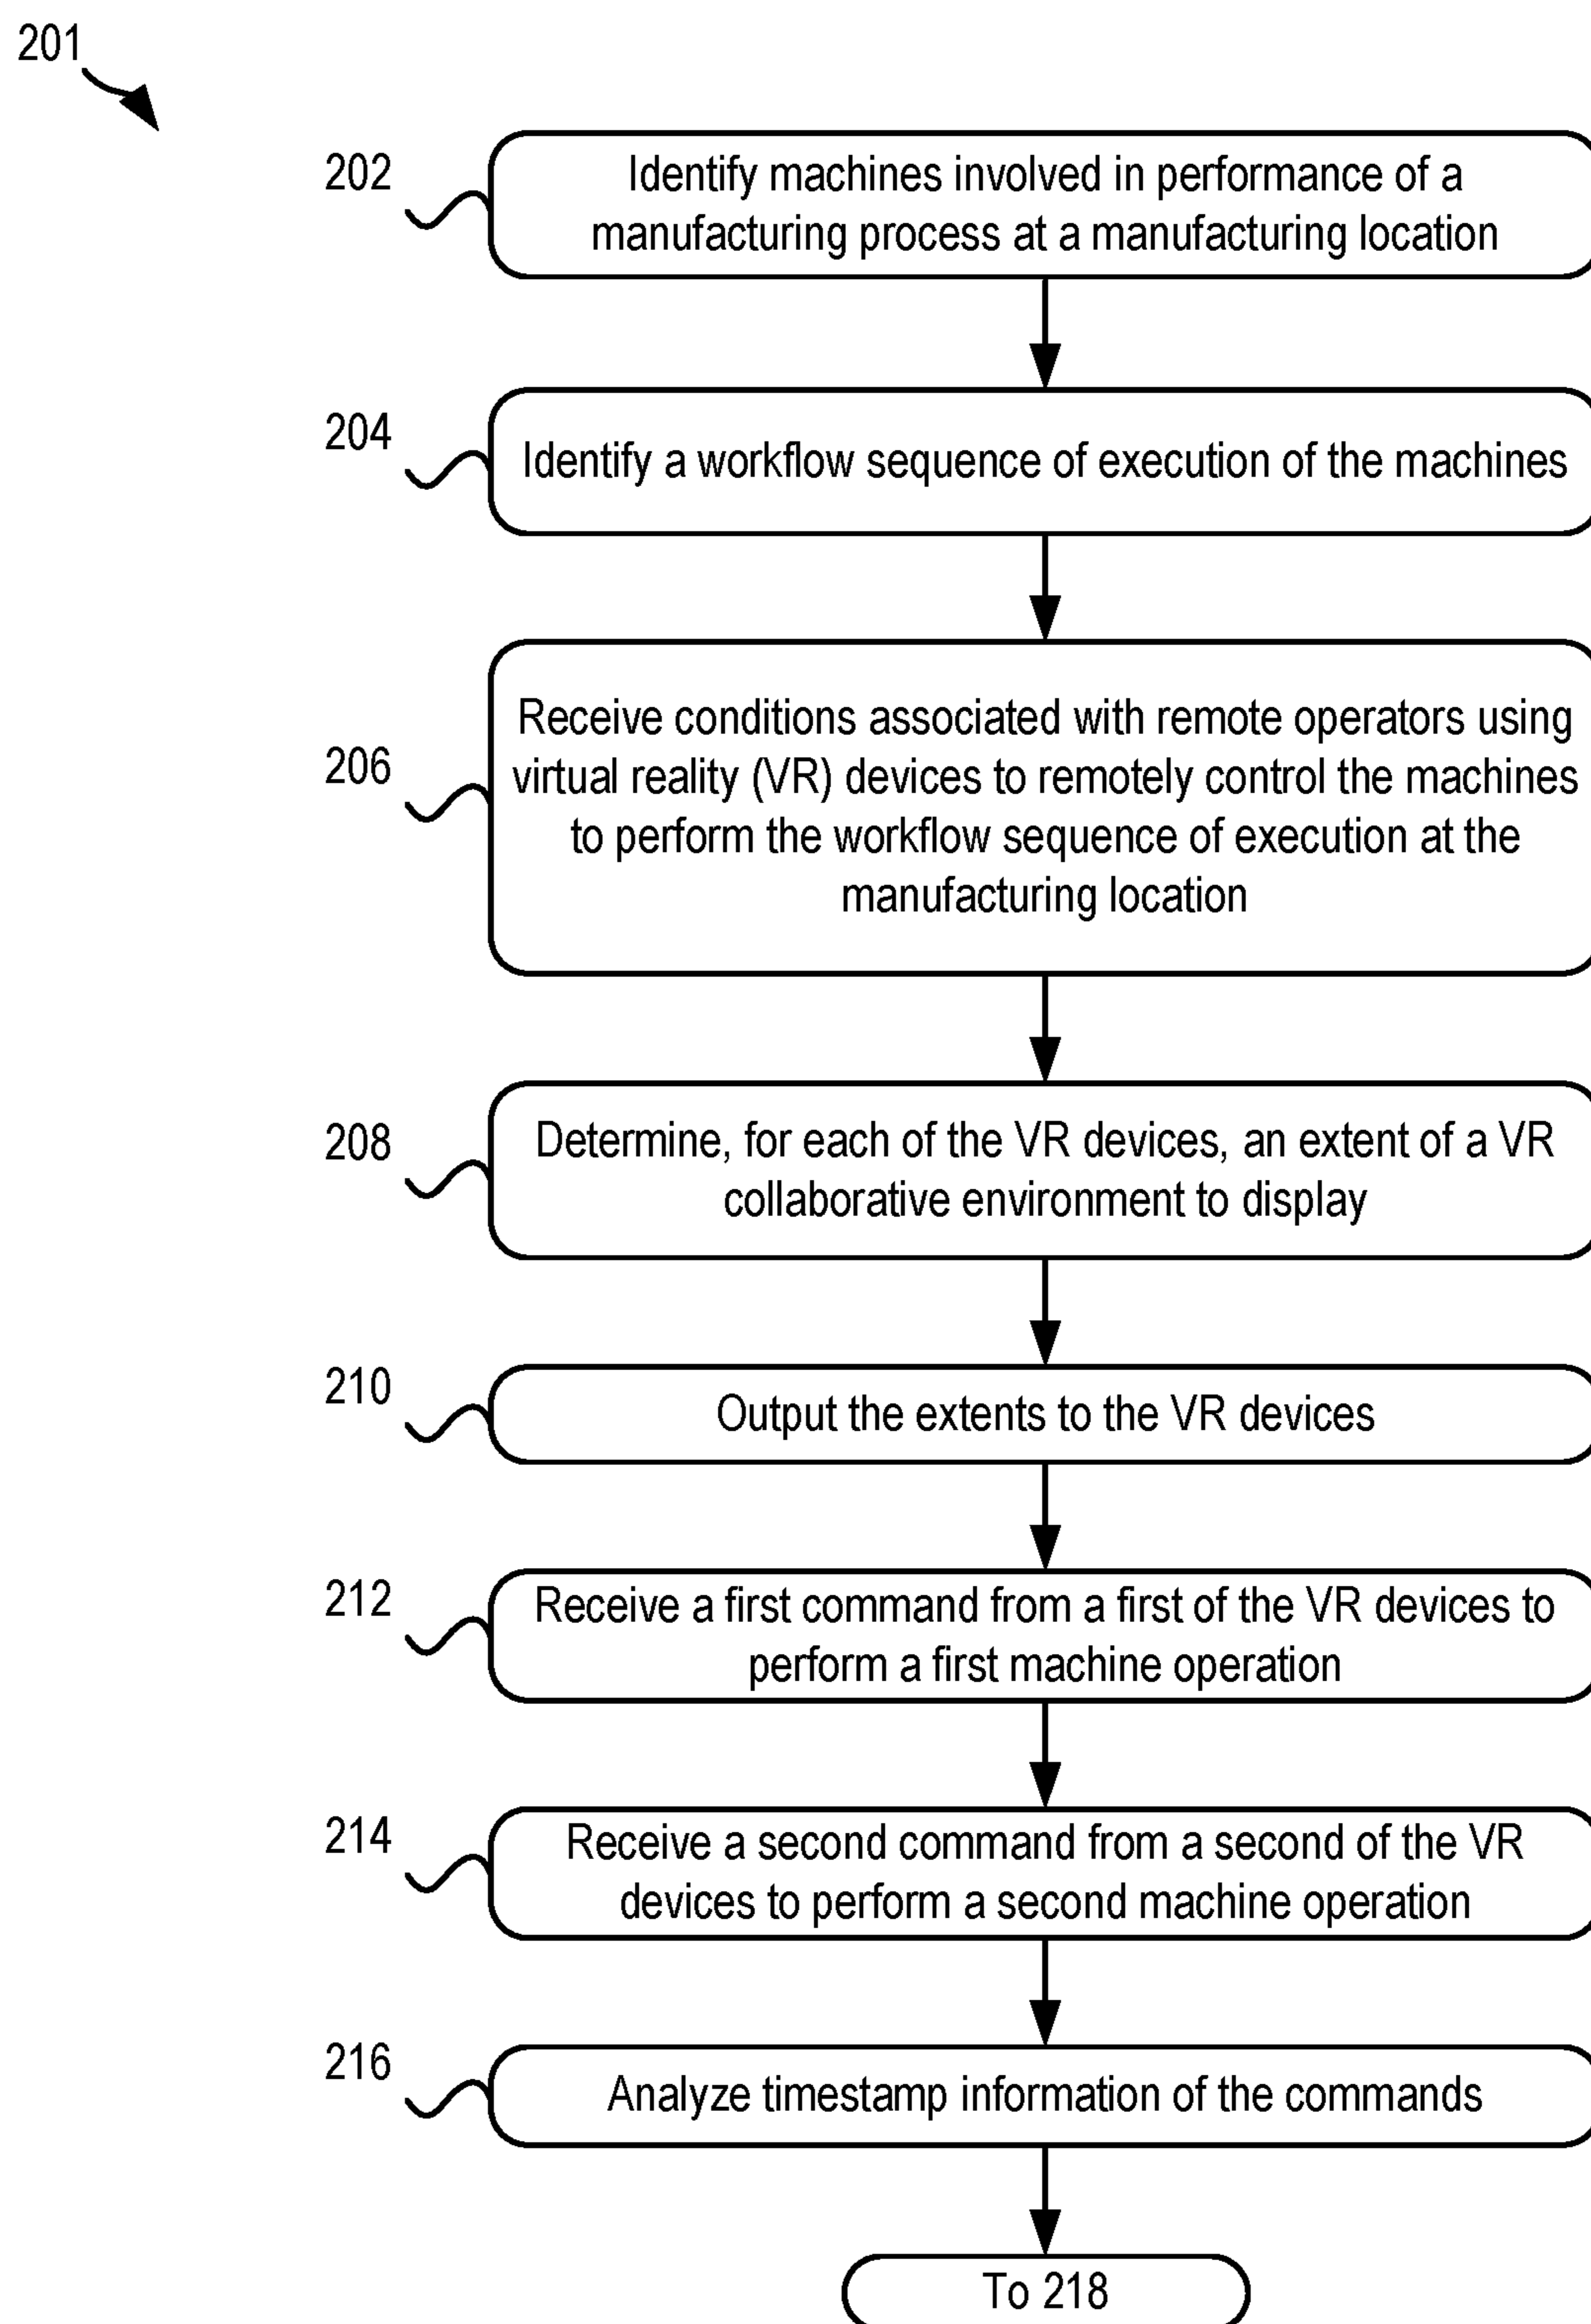 201
202
Identify machines involved in performance of a
manufacturing process at a manufacturing location
204
Identify a workflow sequence of execution of the machines
206
Receive conditions associated with remote operators using
virtual reality (VR) devices to remotely control the machines
to perform the workflow sequence of execution at the
manufacturing location
208
Determine, for each of the VR devices, an extent of a VR
collaborative environment to display
210
Output the extents to the VR devices
212
Receive a first command from a first of the VR devices to
perform a first machine operation
214
Receive a second command from a second of the VR
devices to perform a second machine operation
216
Analyze timestamp information of the commands
To 218